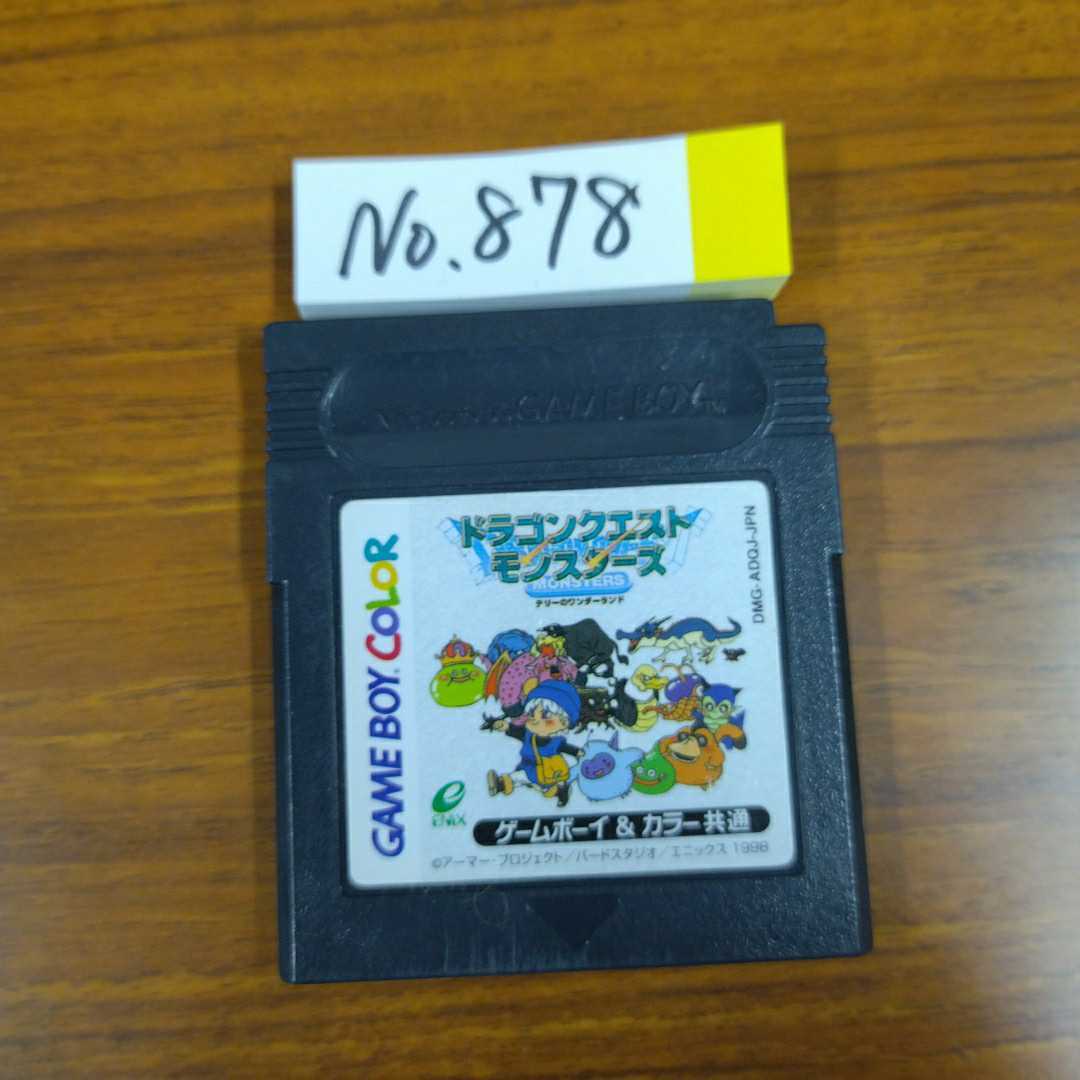 No.878
Nintendo GAME BOY TM
GAME BOY COLOR
ドラゴンクエスト
モンスターズ
MONSTERS
テリーのワンダーランド
DMG-ADQJ-JPN
ENIX
ゲームボーイ & カラー共通
©アーマー・プロジェクト/バードスタジオ/エニックス 1998